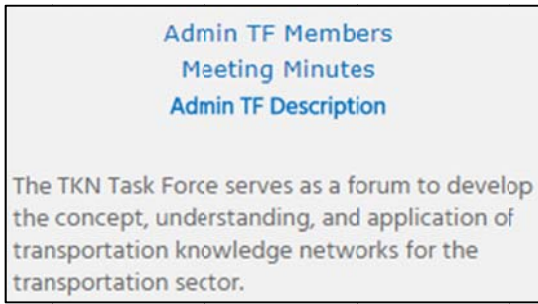 Admin TF Members
Meeting Minutes
Admin TF Description
The TKN Task Force serves as a forum to develop
the concept, understanding, and application of
transportation knowledge networks for the
transportation sector.